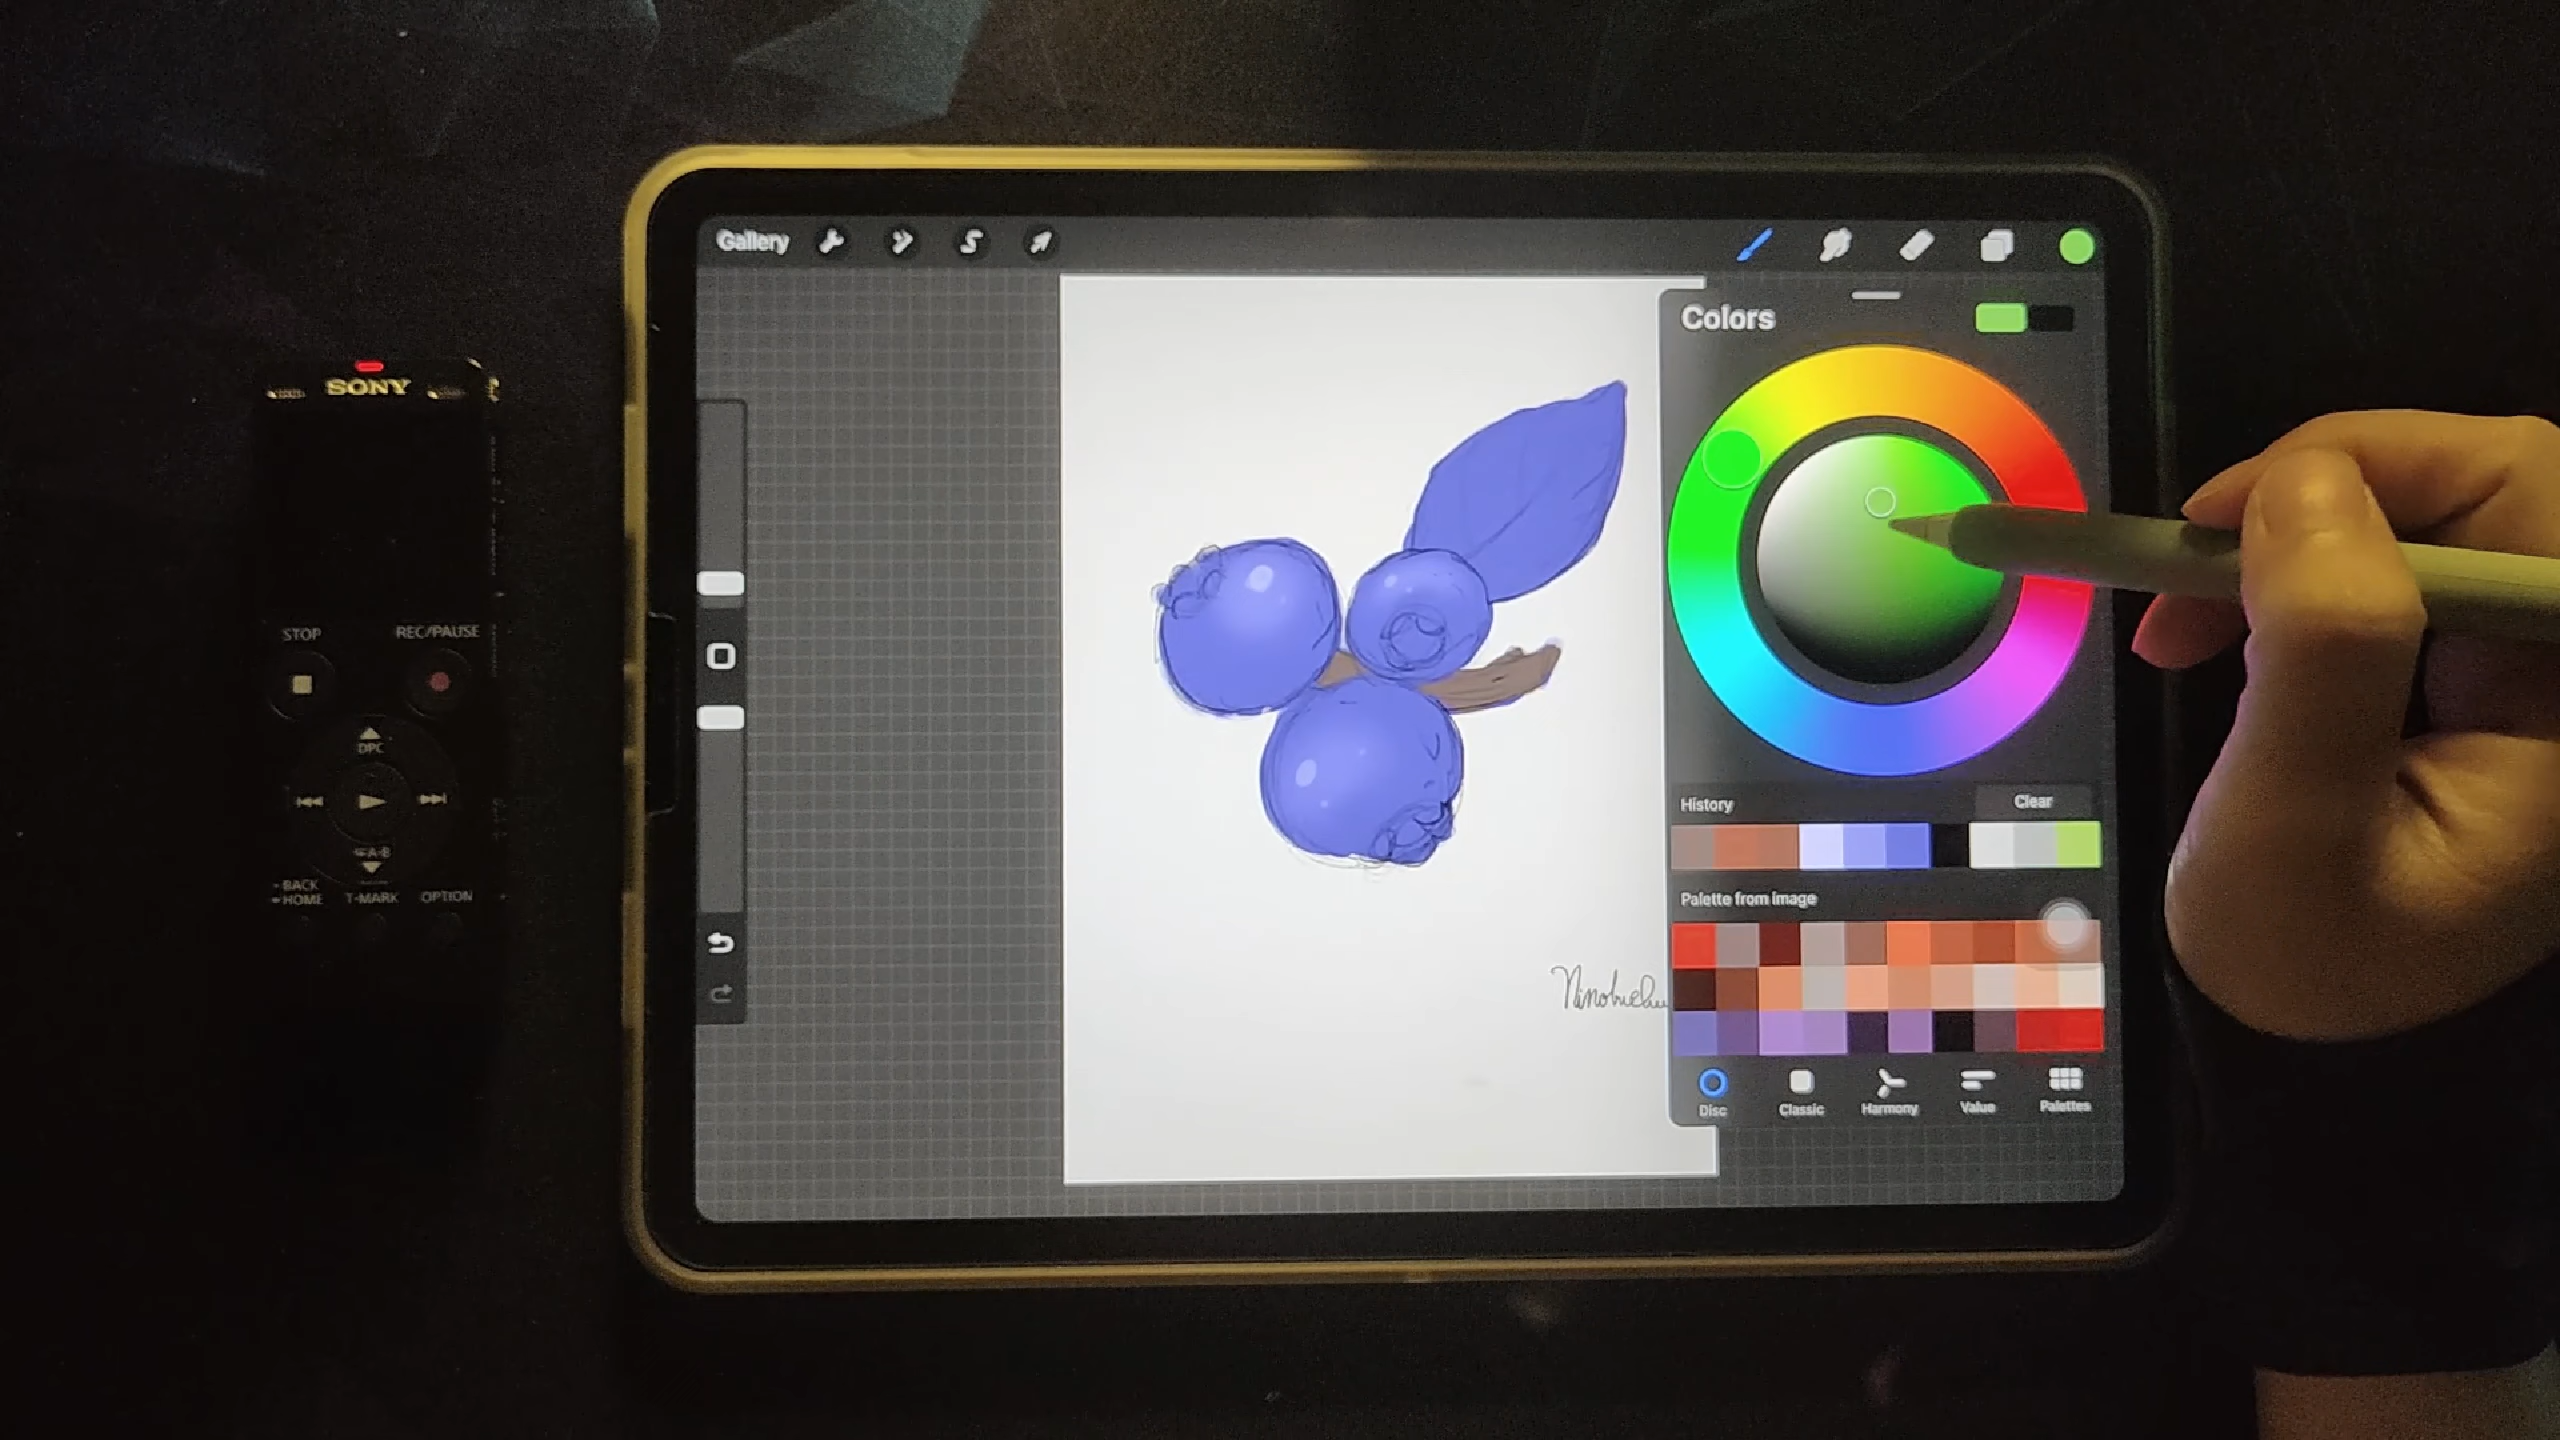 Gallery
Colors
SONY
STOP REC/PAUSE
DPC
A-B
BACK
HOME T-MARK OPTION
History Clear
Palette from image
Disc Classic Harmony Value Palettes